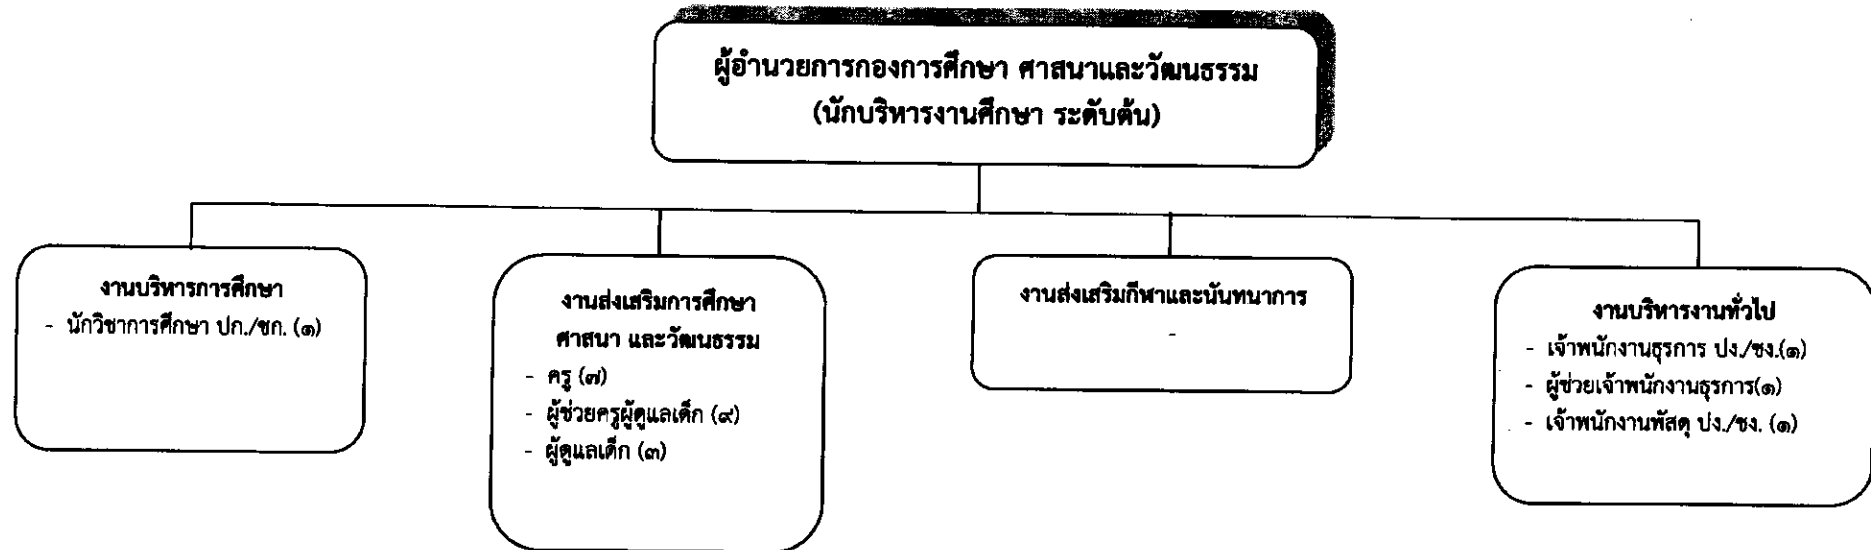 ผู้อำนวยการกองการศึกษา ศาสนาและวัฒนธรรม
(นักบริหารงานศึกษา ระดับต้น)
งานบริหารการศึกษา
- นักวิชาการศึกษา ปก./ชก. (๑)
งานส่งเสริมการศึกษา
ศาสนา และวัฒนธรรม
- ครู (๗)
- ผู้ช่วยครูผู้ดูแลเด็ก (๙)
- ผู้ดูแลเด็ก (๓)
งานส่งเสริมกีฬาและนันทนาการ
-
งานบริหารงานทั่วไป
- เจ้าพนักงานธุรการ ปง./ชง.(๑)
- ผู้ช่วยเจ้าพนักงานธุรการ(๑)
- เจ้าพนักงานพัสดุ ปง./ชง. (๑)